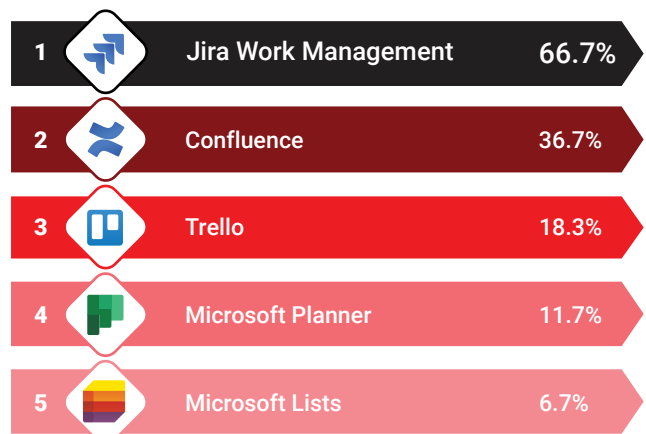 1 Jira Work Management 66.7%
2 Confluence 36.7%
3 Trello 18.3%
4 Microsoft Planner 11.7%
5 Microsoft Lists 6.7%